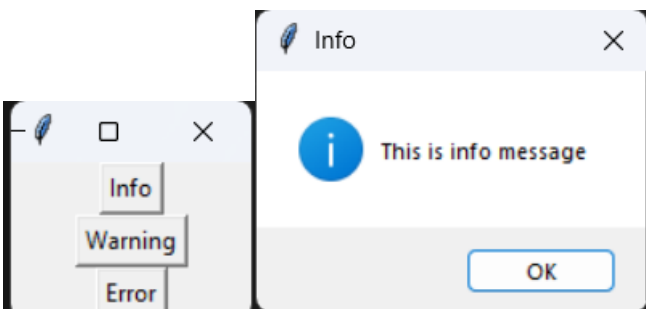 Info
Warning
Error
Info
This is info message
OK